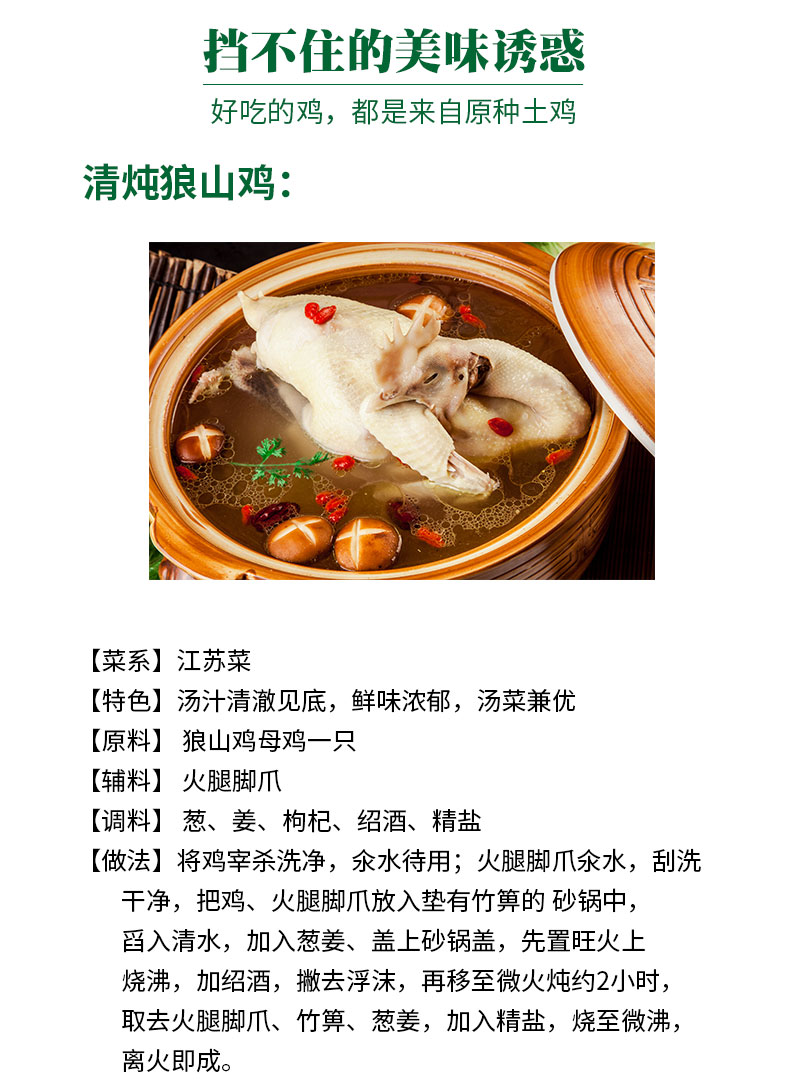 挡不住的美味诱惑
好吃的鸡，都是来自原种土鸡
清炖狼山鸡：
【菜系】江苏菜
【特色】汤汁清澈见底，鲜味浓郁，汤菜兼优
【原料】 狼山鸡母鸡一只
【辅料】 火腿脚爪
【调料】 葱、姜、枸杞、绍酒、精盐
【做法】将鸡宰杀洗净，氽水待用；火腿脚爪氽水，刮洗
干净，把鸡、火腿脚爪放入垫有竹箅的 砂锅中，
舀入清水，加入葱姜、盖上砂锅盖，先置旺火上
烧沸，加绍酒，撇去浮沫，再移至微火炖约2小时，
取去火腿脚爪、竹箅、葱姜，加入精盐，烧至微沸，
离火即成。